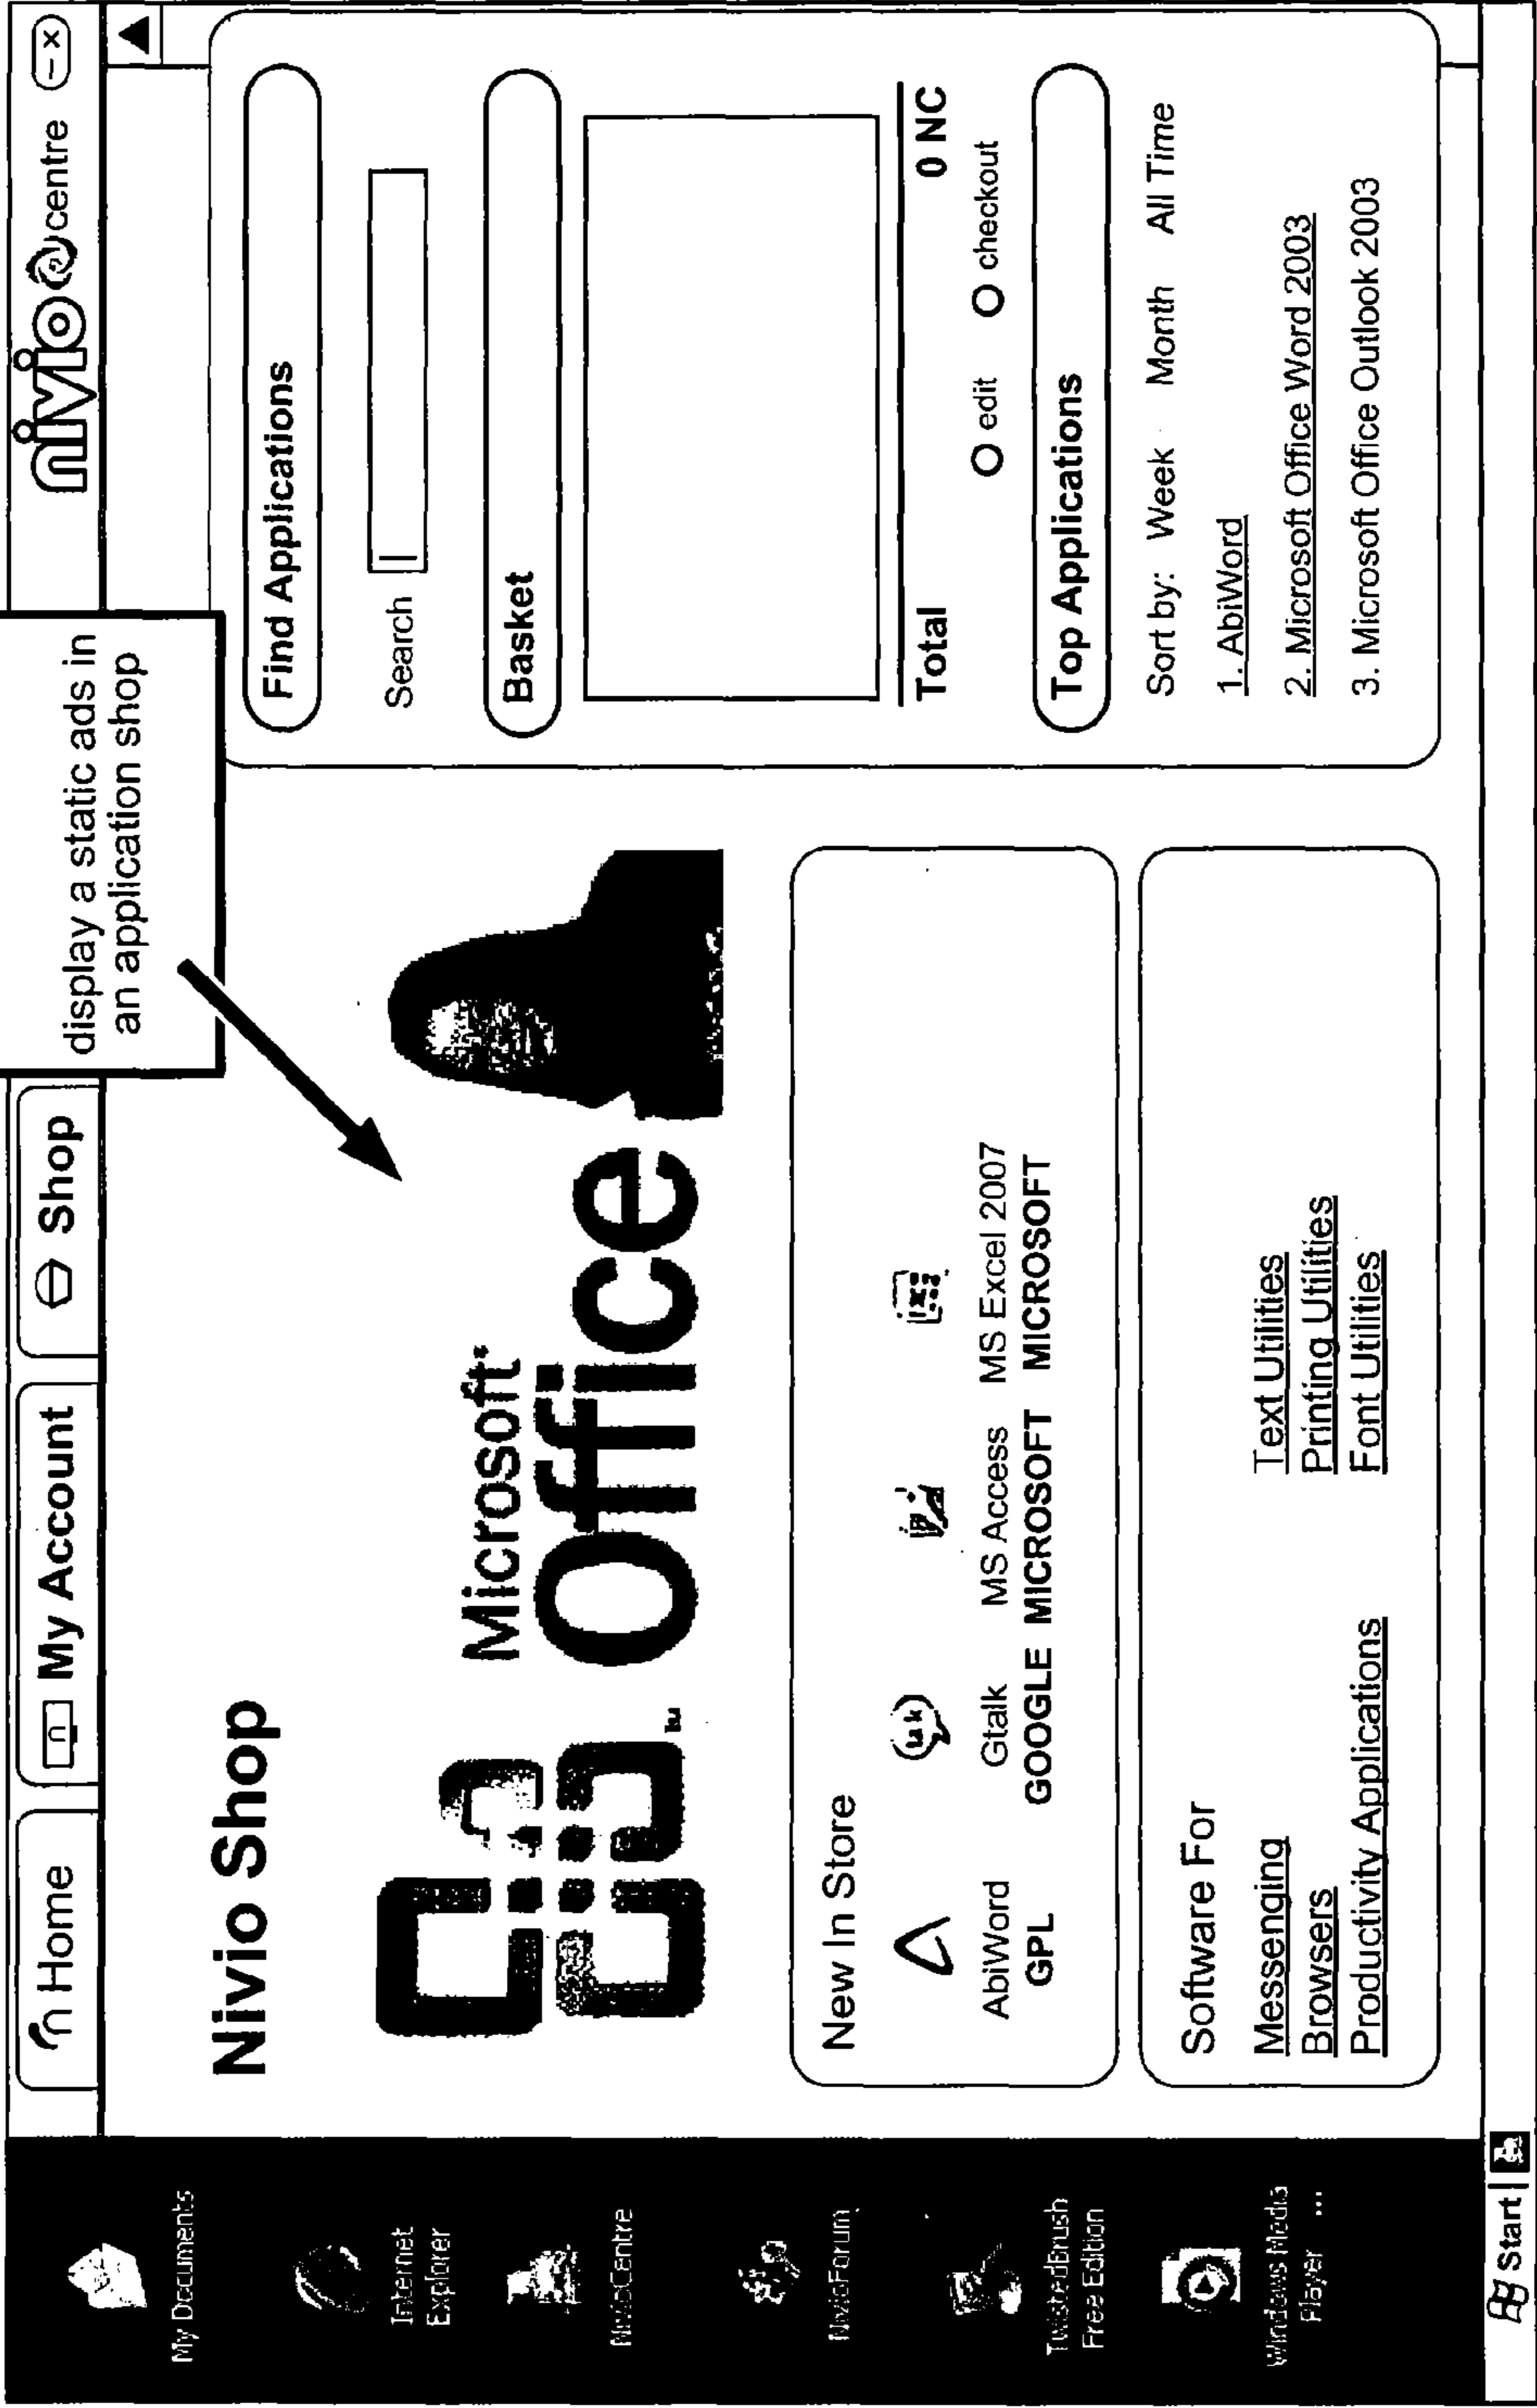 My Documents
Internet
Explorer
NivioCentre
NivioForum
TwistedBrush
Free Edition
Windows Media
Player ...
Home
My Account
Shop
nivio centre
display a static ads in
an application shop
Nivio Shop
Microsoft
Office
New In Store
talk
AbiWord Gtalk MS Access MS Excel 2007
GPL GOOGLE MICROSOFT MICROSOFT
Software For
Messenging Text Utilities
Browsers Printing Utilities
Productivity Applications Font Utilities
Find Applications
Search
Basket
Total 0 NC
edit checkout
Top Applications
Sort by: Week Month All Time
1. AbiWord
2. Microsoft Office Word 2003
3. Microsoft Office Outlook 2003
Start